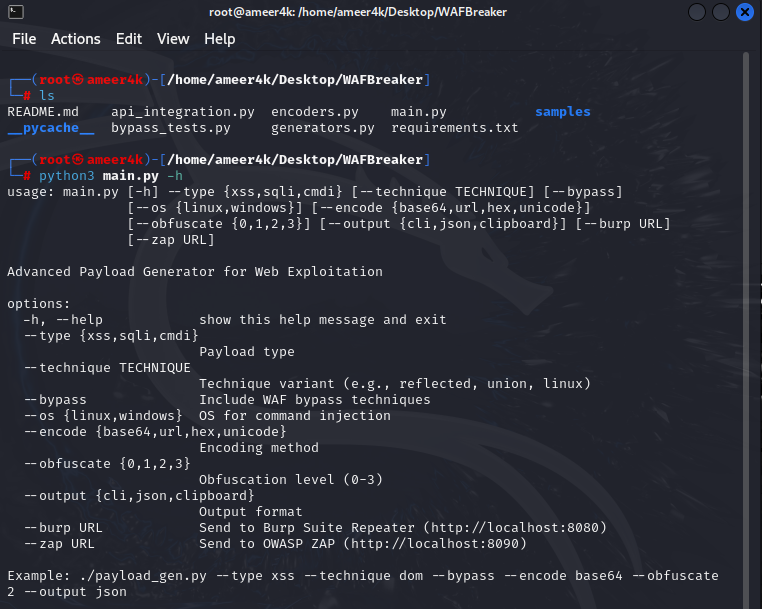 root@ameer4k: /home/ameer4k/Desktop/WAFBreaker
File Actions Edit View Help
┌──(root㉿ameer4k)-[/home/ameer4k/Desktop/WAFBreaker]
└─# ls
README.md api_integration.py encoders.py main.py samples
__pycache__ bypass_tests.py generators.py requirements.txt
┌──(root㉿ameer4k)-[/home/ameer4k/Desktop/WAFBreaker]
└─# python3 main.py -h
usage: main.py [-h] --type {xss,sqli,cmdi} [--technique TECHNIQUE] [--bypass]
[--os {linux,windows}] [--encode {base64,url,hex,unicode}]
[--obfuscate {0,1,2,3}] [--output {cli,json,clipboard}] [--burp URL]
[--zap URL]
Advanced Payload Generator for Web Exploitation
options:
-h, --help show this help message and exit
--type {xss,sqli,cmdi}
Payload type
--technique TECHNIQUE
Technique variant (e.g., reflected, union, linux)
--bypass Include WAF bypass techniques
--os {linux,windows} OS for command injection
--encode {base64,url,hex,unicode}
Encoding method
--obfuscate {0,1,2,3}
Obfuscation level (0-3)
--output {cli,json,clipboard}
Output format
--burp URL Send to Burp Suite Repeater (http://localhost:8080)
--zap URL Send to OWASP ZAP (http://localhost:8090)
Example: ./payload_gen.py --type xss --technique dom --bypass --encode base64 --obfuscate
2 --output json